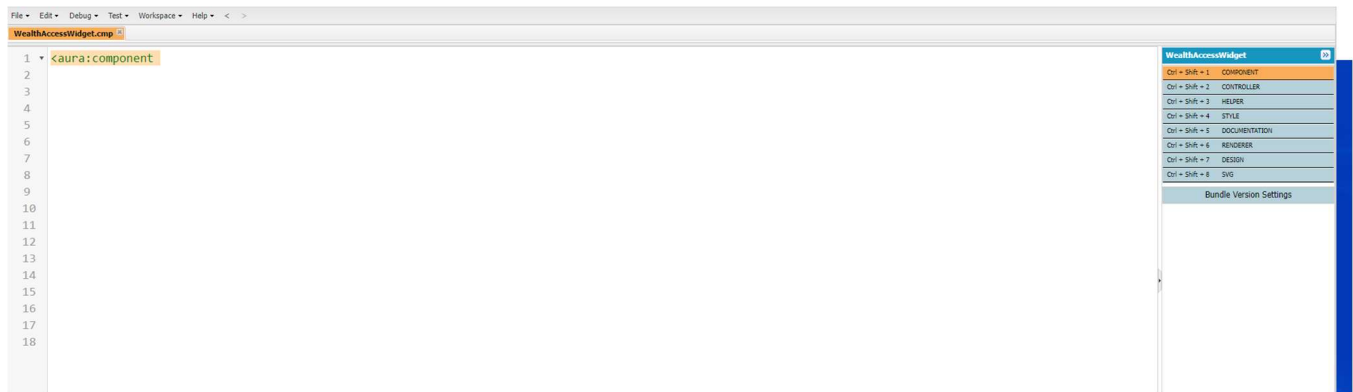 File Edit Debug Test Workspace Help < >
WealthAccessWidget.cmp
1 <aura:component
2
3
4
5
6
7
8
9
10
11
12
13
14
15
16
17
18
WealthAccessWidget
Ctrl + Shift + 1 COMPONENT
Ctrl + Shift + 2 CONTROLLER
Ctrl + Shift + 3 HELPER
Ctrl + Shift + 4 STYLE
Ctrl + Shift + 5 DOCUMENTATION
Ctrl + Shift + 6 RENDERER
Ctrl + Shift + 7 DESIGN
Ctrl + Shift + 8 SVG
Bundle Version Settings